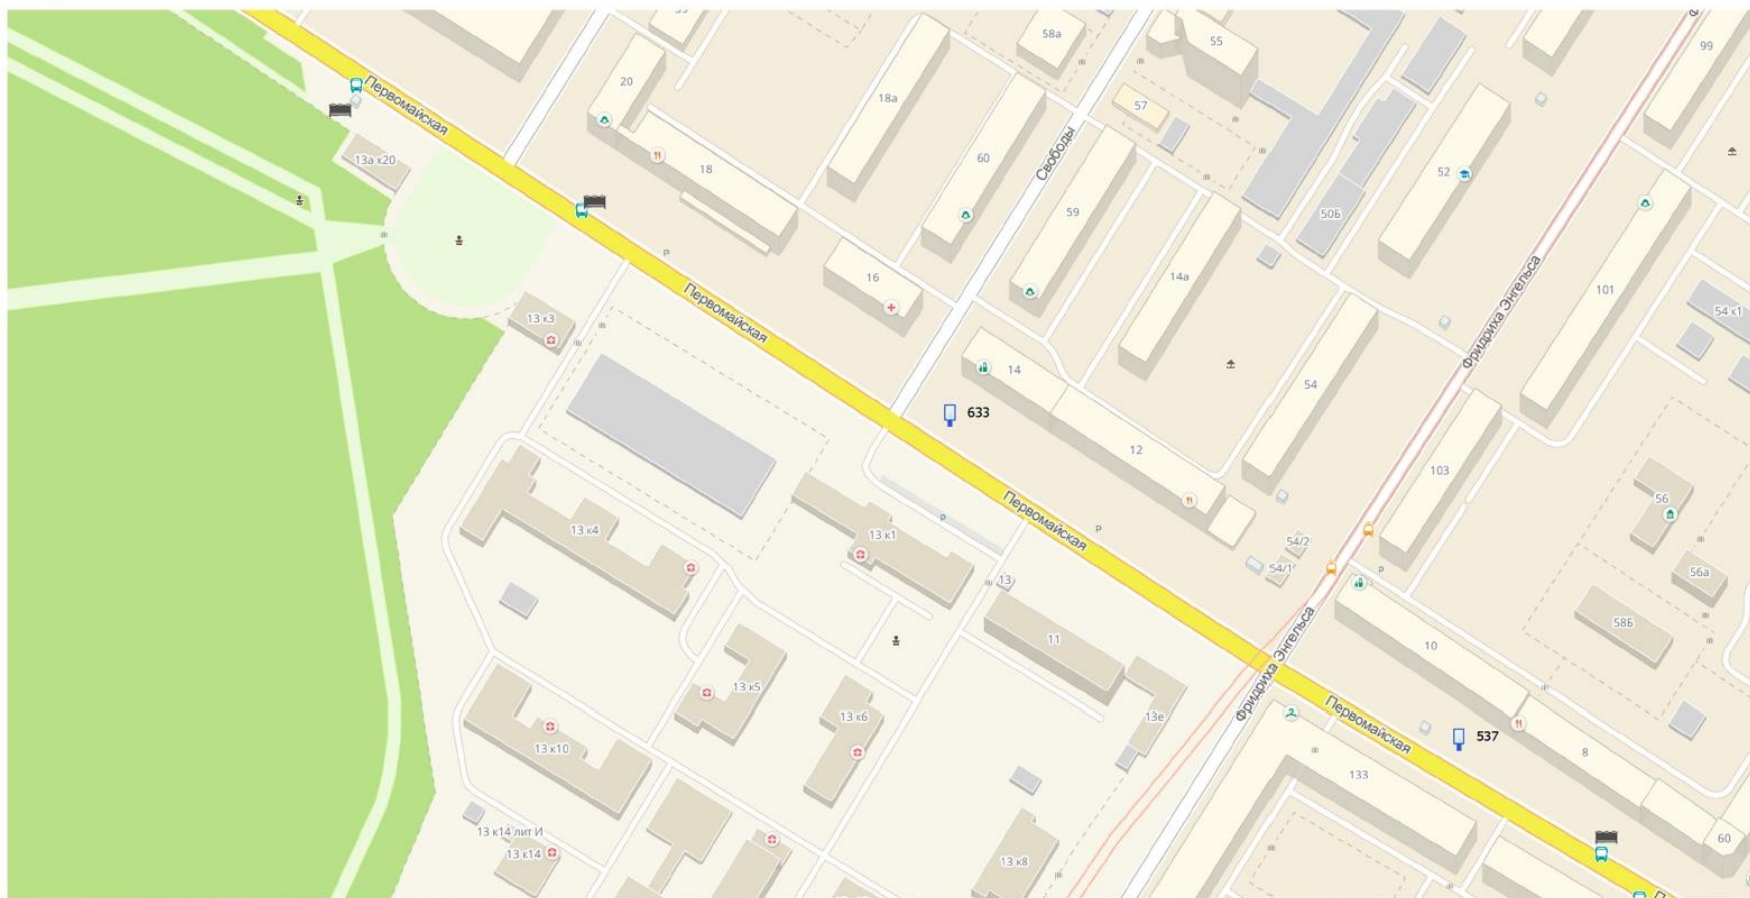 99
55
58а
20
18а
57
Первомайская
Свободы
60
13а к20
18
52
59
50Б
16
14а
101
Фридриха Энгельса
54 к1
Первомайская
13 к3
14
54
633
12
103
56
Первомайская
13 к4
13 к1
P
P
54/2
54/1
P
13
56а
58Б
11
10
Фридриха Энгельса
13 к5
13 к6
13е
Первомайская
537
13 к10
8
133
13 к14 лит И
13 к14
13 к8
60
P